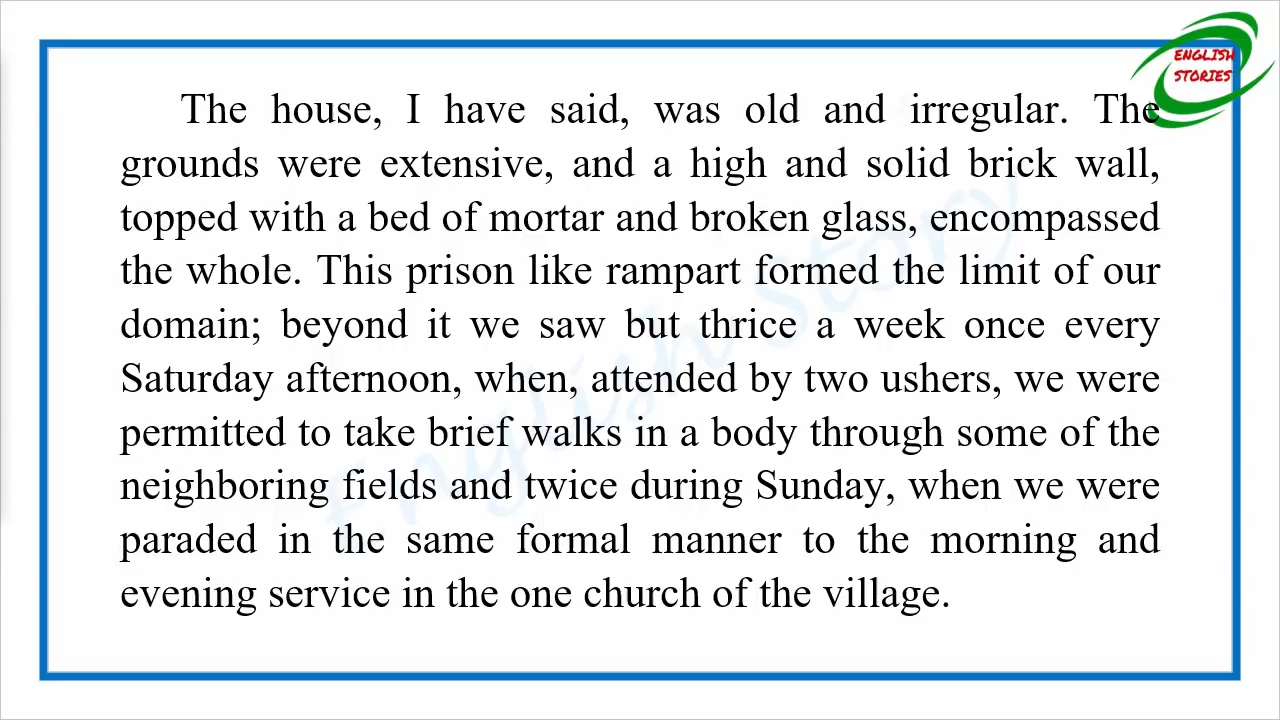 ENGLISH
STORIES
The house, I have said, was old and irregular. The
grounds were extensive, and a high and solid brick wall,
topped with a bed of mortar and broken glass, encompassed
the whole. This prison like rampart formed the limit of our
domain; beyond it we saw but thrice a week once every
Saturday afternoon, when, attended by two ushers, we were
permitted to take brief walks in a body through some of the
neighboring fields and twice during Sunday, when we were
paraded in the same formal manner to the morning and
evening service in the one church of the village.
English Story